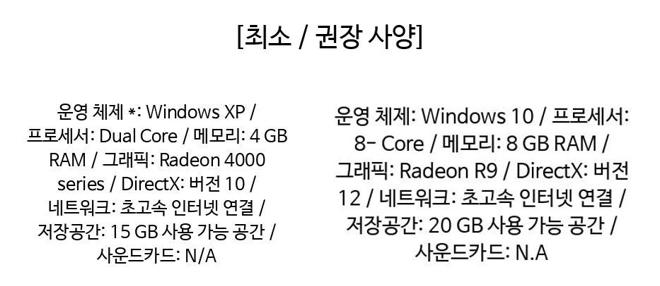 [최소 / 권장 사양]
운영 체제 *: Windows XP /
프로세서: Dual Core / 메모리: 4 GB
RAM / 그래픽: Radeon 4000
series / DirectX: 버전 10 /
네트워크: 초고속 인터넷 연결 /
저장공간: 15 GB 사용 가능 공간 /
사운드카드: N/A
운영 체제: Windows 10 / 프로세서:
8- Core / 메모리: 8 GB RAM /
그래픽: Radeon R9 / DirectX: 버전
12 / 네트워크: 초고속 인터넷 연결 /
저장공간: 20 GB 사용 가능 공간 /
사운드카드: N.A